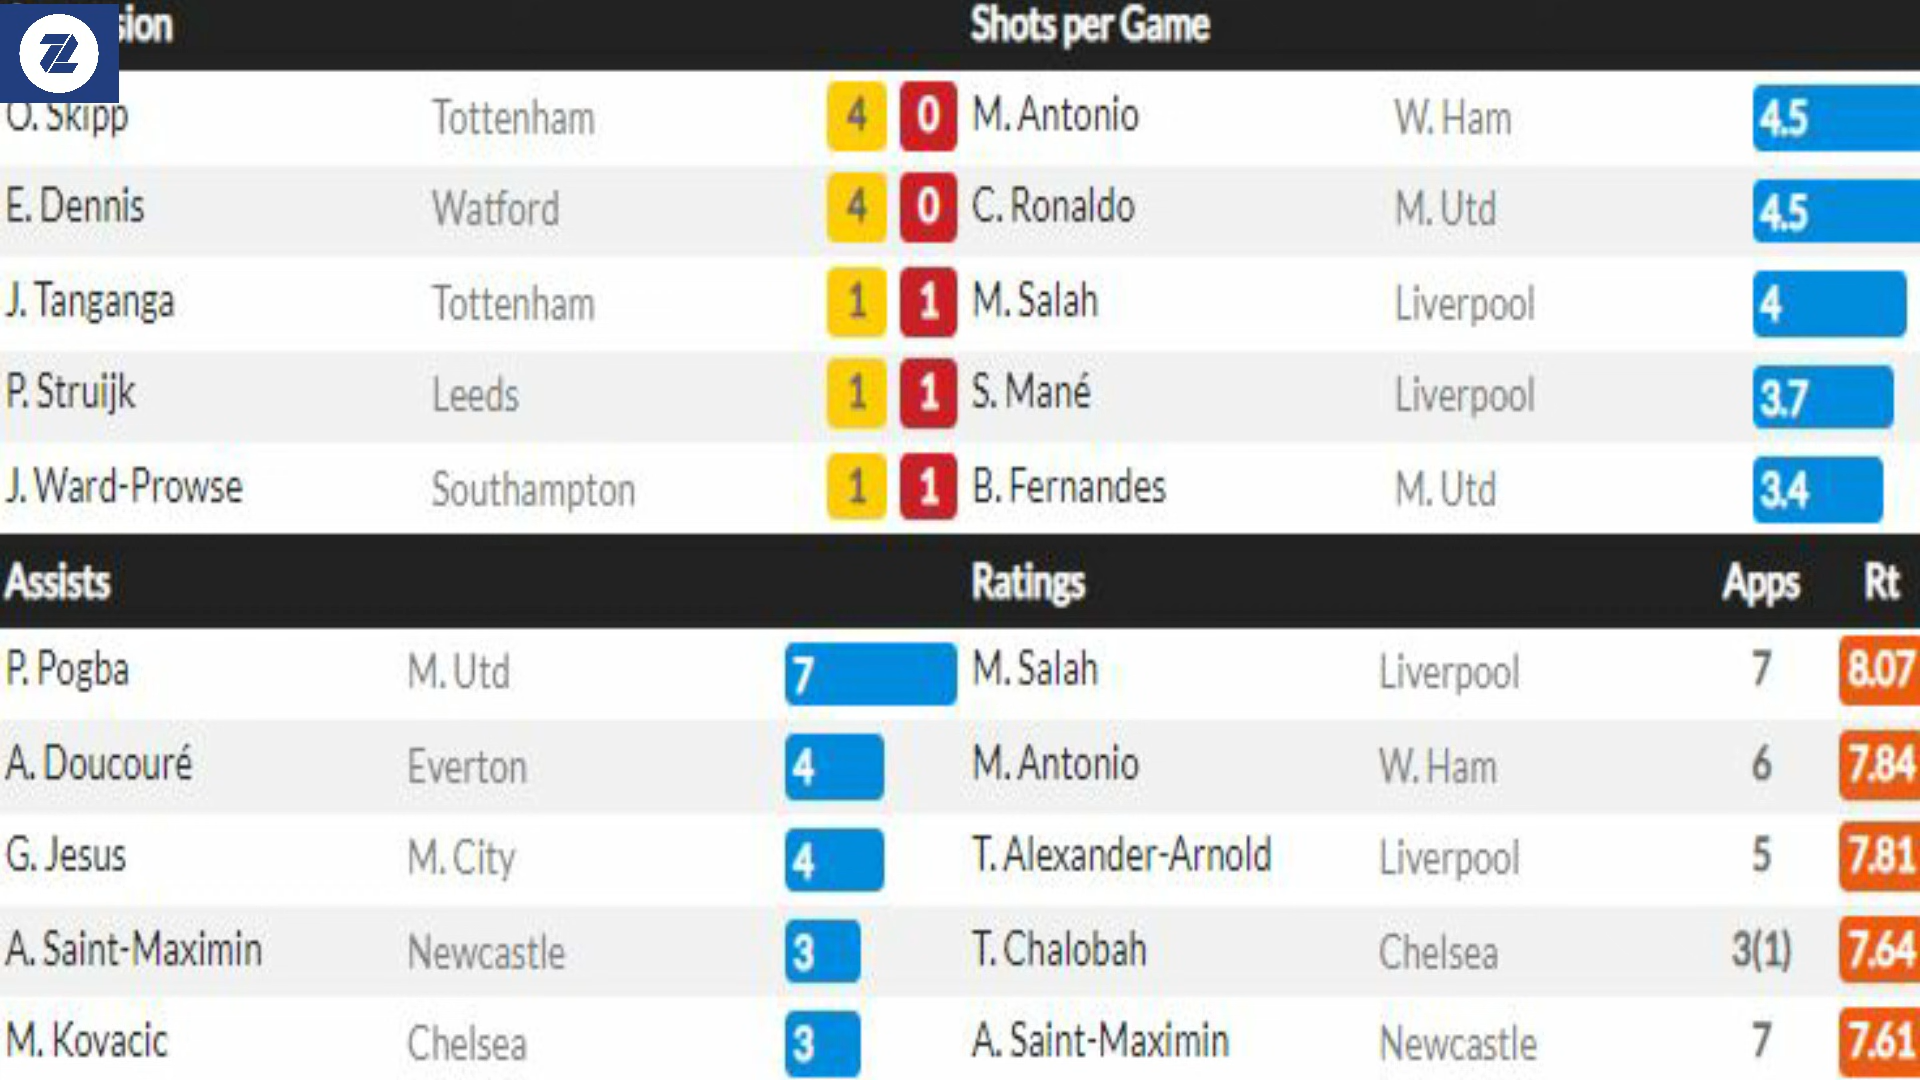 sion
O. Skipp Tottenham 4 0
E. Dennis Watford 4 0
J. Tanganga Tottenham 1 1
P. Struijk Leeds 1 1
J. Ward-Prowse Southampton 1 1
Shots per Game
M. Antonio W. Ham 4.5
C. Ronaldo M. Utd 4.5
M. Salah Liverpool 4
S. Mané Liverpool 3.7
B. Fernandes M. Utd 3.4
Assists
P. Pogba M. Utd 7
A. Doucouré Everton 4
G. Jesus M. City 4
A. Saint-Maximin Newcastle 3
M. Kovacic Chelsea 3
Ratings Apps Rt
M. Salah Liverpool 7 8.07
M. Antonio W. Ham 6 7.84
T. Alexander-Arnold Liverpool 5 7.81
T. Chalobah Chelsea 3(1) 7.64
A. Saint-Maximin Newcastle 7 7.61